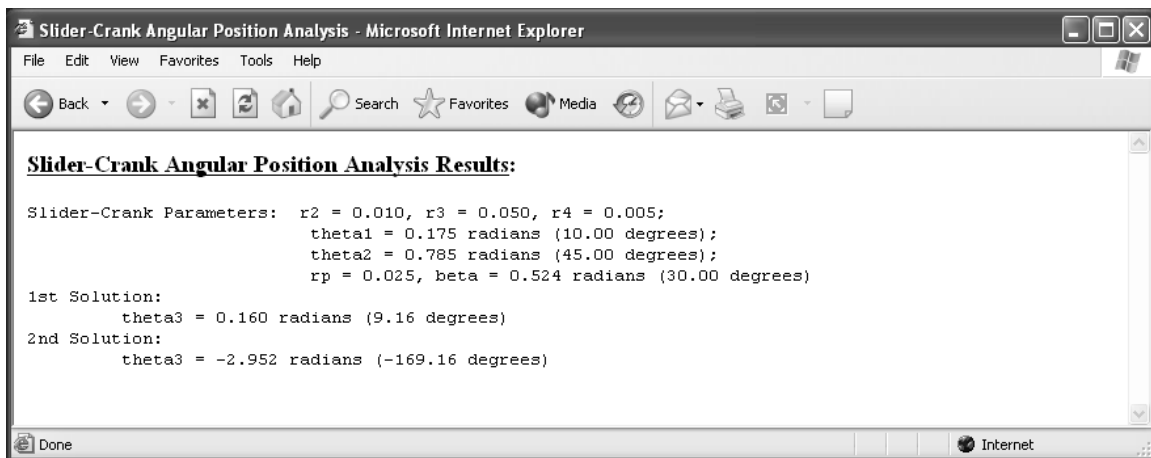 Slider-Crank Angular Position Analysis - Microsoft Internet Explorer
File Edit View Favorites Tools Help
Back Search Favorites Media
Slider-Crank Angular Position Analysis Results:
Slider-Crank Parameters: r2 = 0.010, r3 = 0.050, r4 = 0.005;
theta1 = 0.175 radians (10.00 degrees);
theta2 = 0.785 radians (45.00 degrees);
rp = 0.025, beta = 0.524 radians (30.00 degrees)
1st Solution:
theta3 = 0.160 radians (9.16 degrees)
2nd Solution:
theta3 = -2.952 radians (-169.16 degrees)
Done Internet